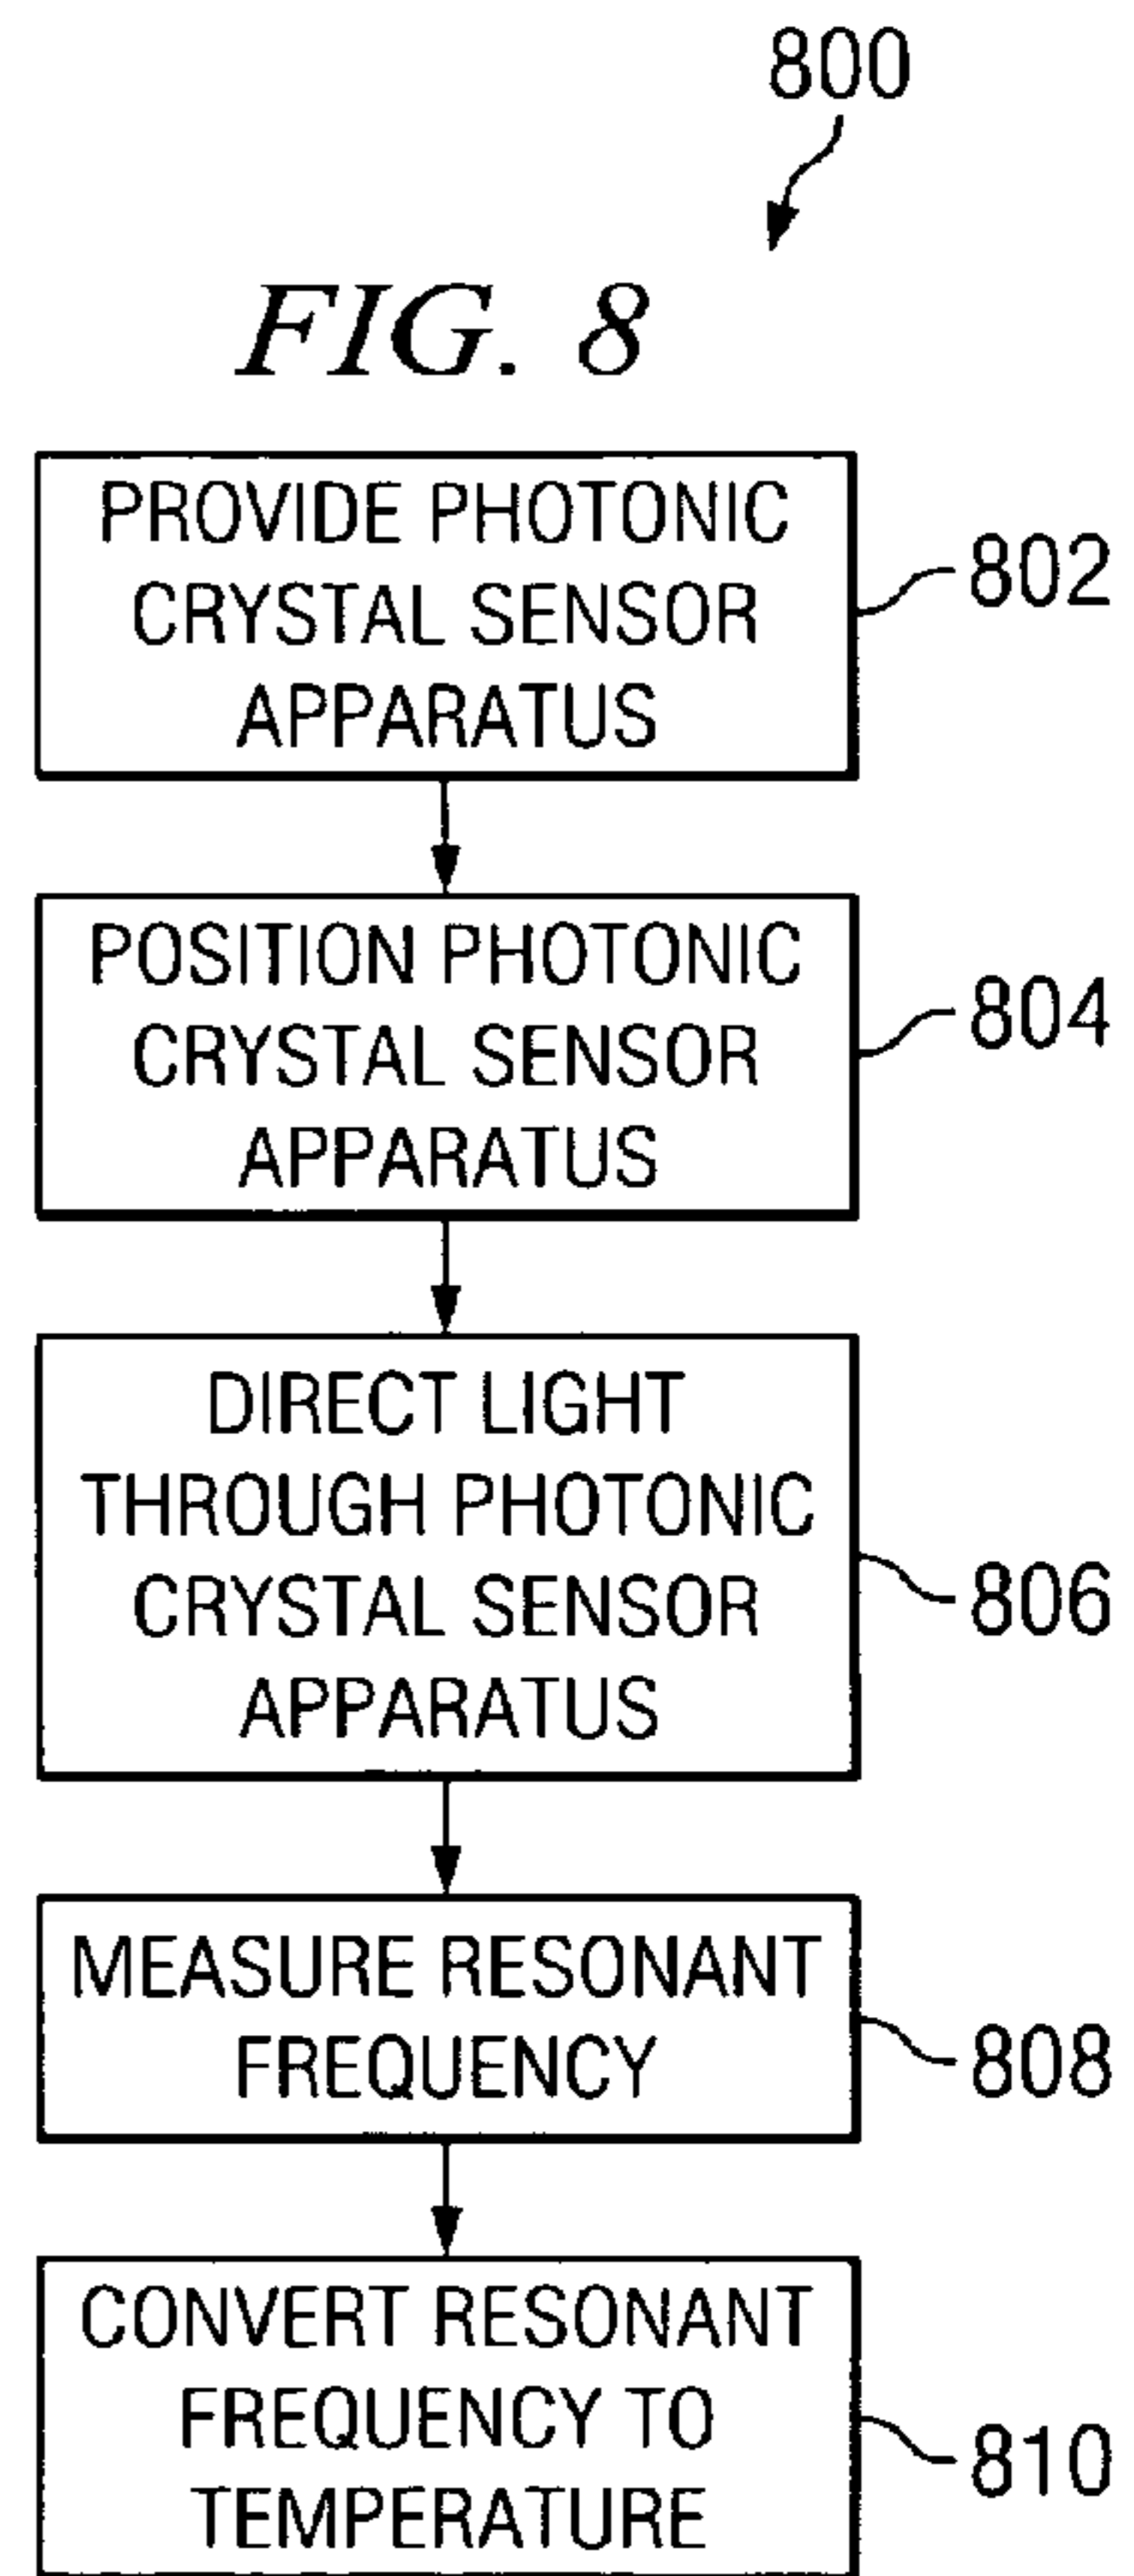 800
FIG. 8
PROVIDE PHOTONIC
CRYSTAL SENSOR
APPARATUS
802
POSITION PHOTONIC
CRYSTAL SENSOR
APPARATUS
804
DIRECT LIGHT
THROUGH PHOTONIC
CRYSTAL SENSOR
APPARATUS
806
MEASURE RESONANT
FREQUENCY
808
CONVERT RESONANT
FREQUENCY TO
TEMPERATURE
810